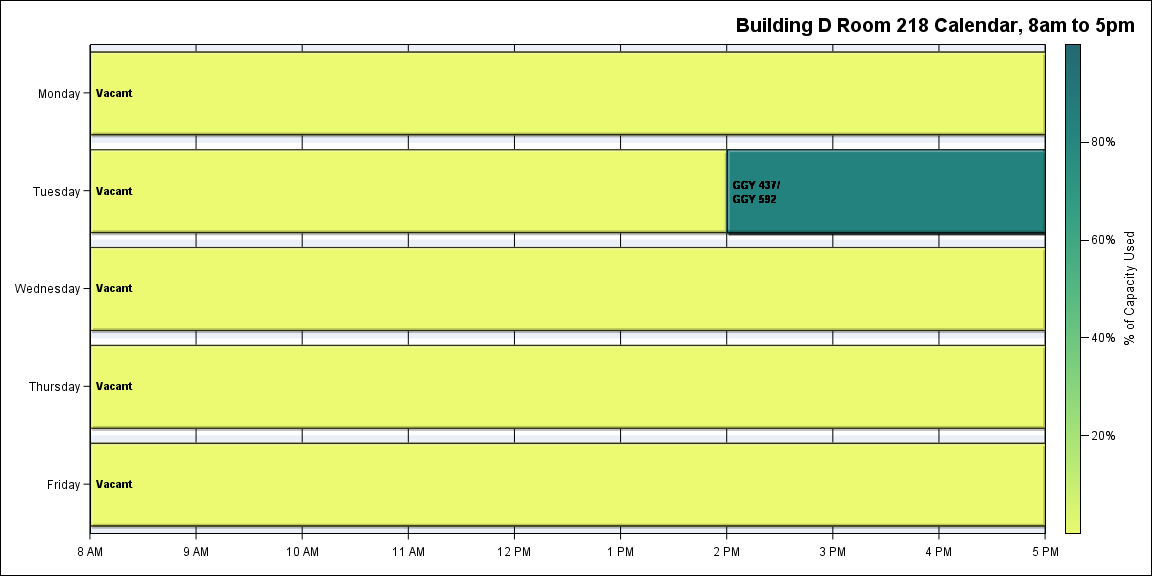 Building D Room 218 Calendar, 8am to 5pm
Monday
Vacant
Tuesday
Vacant
GGY 437/
GGY 592
Wednesday
Vacant
Thursday
Vacant
Friday
Vacant
8 AM
9 AM
10 AM
11 AM
12 PM
1 PM
2 PM
3 PM
4 PM
5 PM
80%
60%
40%
20%
% of Capacity Used